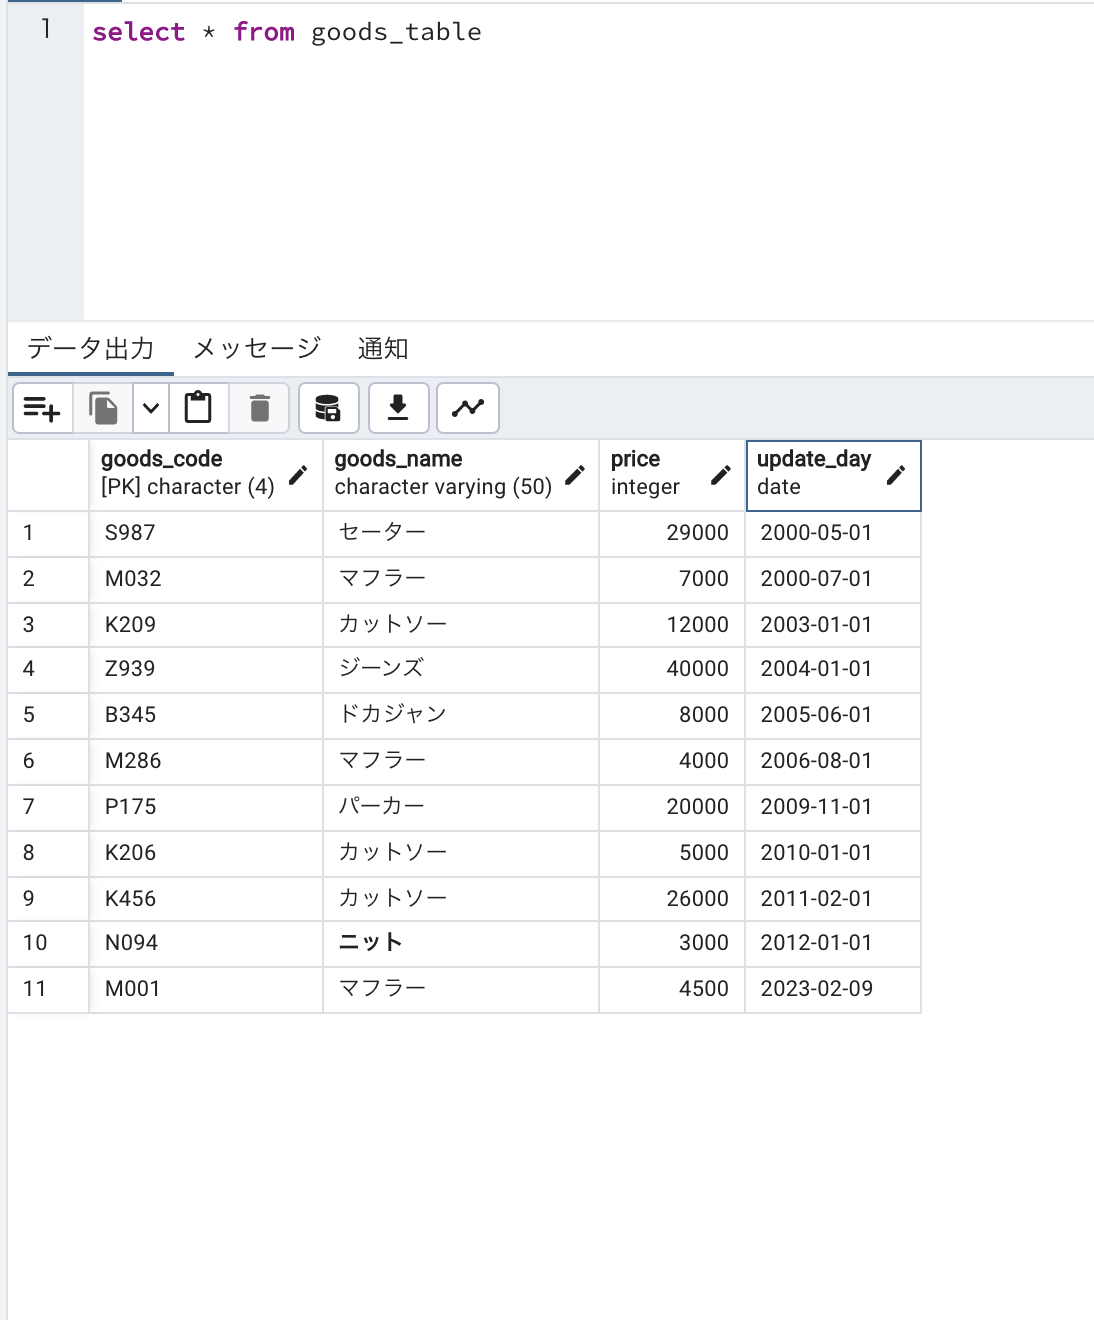 1 select * from goods_table
データ出力 メッセージ 通知
goods_code goods_name price update_day
[PK] character (4) character varying (50) integer date
1 S987 セーター 29000 2000-05-01
2 M032 マフラー 7000 2000-07-01
3 K209 カットソー 12000 2003-01-01
4 Z939 ジーンズ 40000 2004-01-01
5 B345 ドカジャン 8000 2005-06-01
6 M286 マフラー 4000 2006-08-01
7 P175 パーカー 20000 2009-11-01
8 K206 カットソー 5000 2010-01-01
9 K456 カットソー 26000 2011-02-01
10 N094 ニット 3000 2012-01-01
11 M001 マフラー 4500 2023-02-09